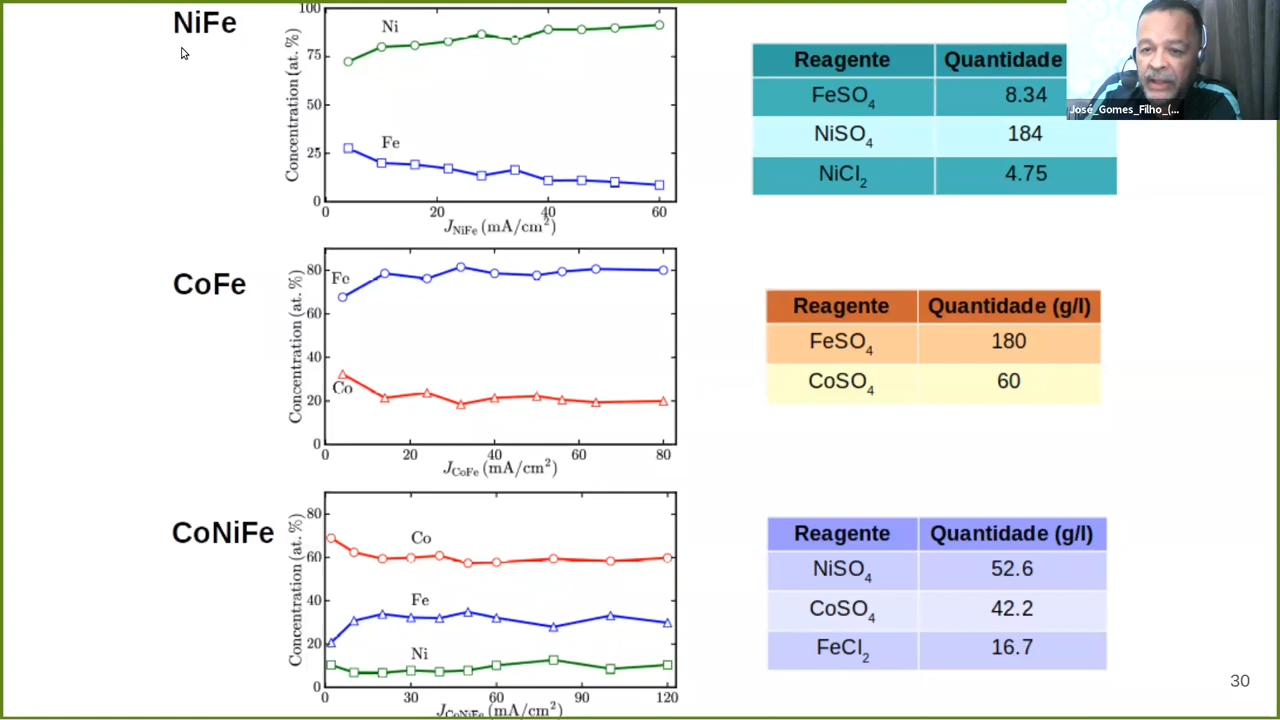 NiFe
100
75
50
25
0
Concentration (at. %)
Ni
Fe
0 20 40 60
J_NiFe (mA/cm²)
Reagente Quantidade
FeSO₄ 8.34
NiSO₄ 184
NiCl₂ 4.75
José_Gomes_Filho_(...
CoFe
80
60
40
20
0
Concentration (at. %)
Fe
Co
0 20 40 60 80
J_CoFe (mA/cm²)
Reagente Quantidade (g/l)
FeSO₄ 180
CoSO₄ 60
CoNiFe
80
60
40
20
0
Concentration (at. %)
Co
Fe
Ni
0 30 60 90 120
J_CoNiFe (mA/cm²)
Reagente Quantidade (g/l)
NiSO₄ 52.6
CoSO₄ 42.2
FeCl₂ 16.7
30